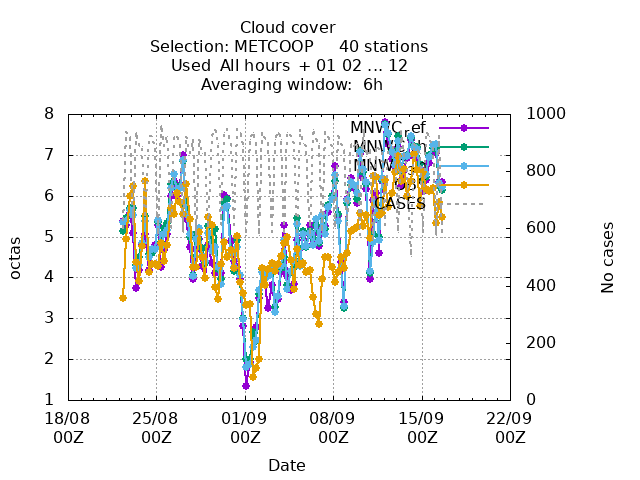 Cloud cover
Selection: METCOOP 40 stations
Used All hours + 01 02 ... 12
Averaging window: 6h
8
7
6
5
4
3
2
1
octas
1000
800
600
400
200
0
No cases
MNWC_ref
CASES
18/08 25/08 01/09 08/09 15/09 22/09
00Z 00Z 00Z 00Z 00Z 00Z
Date